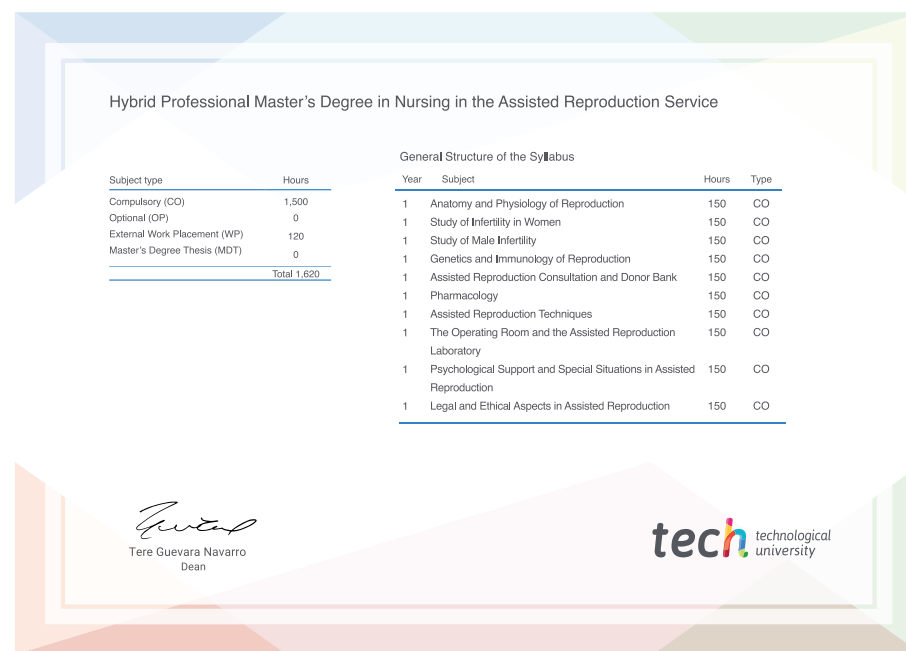 Hybrid Professional Master's Degree in Nursing in the Assisted Reproduction Service
Subject type Hours
Compulsory (CO) 1,500
Optional (OP) 0
External Work Placement (WP) 120
Master's Degree Thesis (MDT) 0
Total 1,620
General Structure of the Syllabus
Year Subject Hours Type
1 Anatomy and Physiology of Reproduction 150 CO
1 Study of Infertility in Women 150 CO
1 Study of Male Infertility 150 CO
1 Genetics and Immunology of Reproduction 150 CO
1 Assisted Reproduction Consultation and Donor Bank 150 CO
1 Pharmacology 150 CO
1 Assisted Reproduction Techniques 150 CO
1 The Operating Room and the Assisted Reproduction 150 CO
Laboratory
1 Psychological Support and Special Situations in Assisted 150 CO
Reproduction
1 Legal and Ethical Aspects in Assisted Reproduction 150 CO
Tere Guevara Navarro
Dean
tech technological
university